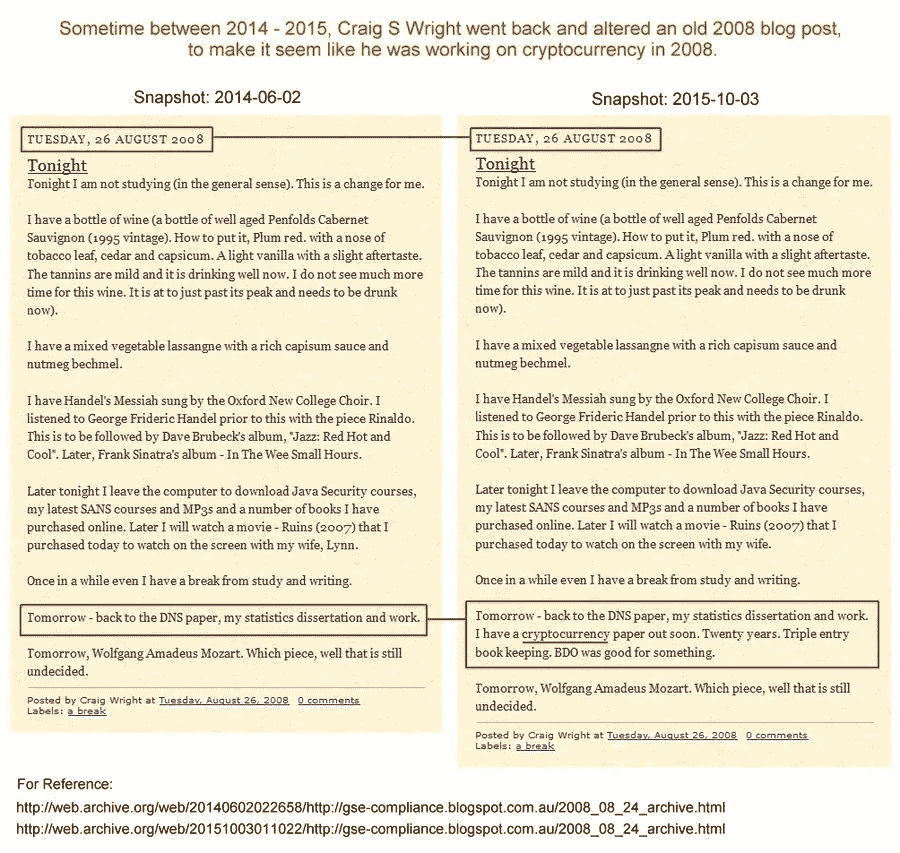 Sometime between 2014 - 2015, Craig S Wright went back and altered an old 2008 blog post,
to make it seem like he was working on cryptocurrency in 2008.
Snapshot: 2014-06-02
TUESDAY, 26 AUGUST 2008
Tonight
Tonight I am not studying (in the general sense). This is a change for me.
I have a bottle of wine (a bottle of well aged Penfolds Cabernet
Sauvignon (1995 vintage). How to put it, Plum red. with a nose of
tobacco leaf, cedar and capsicum. A light vanilla with a slight aftertaste.
The tannins are mild and it is drinking well now. I do not see much more
time for this wine. It is at to just past its peak and needs to be drunk
now).
I have a mixed vegetable lassangne with a rich capisum sauce and
nutmeg bechmel.
I have Handel's Messiah sung by the Oxford New College Choir. I
listened to George Frideric Handel prior to this with the piece Rinaldo.
This is to be followed by Dave Brubeck's album, "Jazz: Red Hot and
Cool". Later, Frank Sinatra's album - In The Wee Small Hours.
Later tonight I leave the computer to download Java Security courses,
my latest SANS courses and MP3s and a number of books I have
purchased online. Later I will watch a movie - Ruins (2007) that I
purchased today to watch on the screen with my wife, Lynn.
Once in a while even I have a break from study and writing.
Tomorrow - back to the DNS paper, my statistics dissertation and work.
Tomorrow, Wolfgang Amadeus Mozart. Which piece, well that is still
undecided.
Posted by Craig Wright at Tuesday, August 26, 2008 0 comments
Labels: a break
Snapshot: 2015-10-03
TUESDAY, 26 AUGUST 2008
Tonight
Tonight I am not studying (in the general sense). This is a change for me.
I have a bottle of wine (a bottle of well aged Penfolds Cabernet
Sauvignon (1995 vintage). How to put it, Plum red. with a nose of
tobacco leaf, cedar and capsicum. A light vanilla with a slight aftertaste.
The tannins are mild and it is drinking well now. I do not see much more
time for this wine. It is at to just past its peak and needs to be drunk
now).
I have a mixed vegetable lassangne with a rich capisum sauce and
nutmeg bechmel.
I have Handel's Messiah sung by the Oxford New College Choir. I
listened to George Frideric Handel prior to this with the piece Rinaldo.
This is to be followed by Dave Brubeck's album, "Jazz: Red Hot and
Cool". Later, Frank Sinatra's album - In The Wee Small Hours.
Later tonight I leave the computer to download Java Security courses,
my latest SANS courses and MP3s and a number of books I have
purchased online. Later I will watch a movie - Ruins (2007) that I
purchased today to watch on the screen with my wife.
Once in a while even I have a break from study and writing.
Tomorrow - back to the DNS paper, my statistics dissertation and work.
I have a cryptocurrency paper out soon. Twenty years. Triple entry
book keeping. BDO was good for something.
Tomorrow, Wolfgang Amadeus Mozart. Which piece, well that is still
undecided.
Posted by Craig Wright at Tuesday, August 26, 2008 0 comments
Labels: a break
For Reference:
http://web.archive.org/web/20140602022658/http://gse-compliance.blogspot.com.au/2008_08_24_archive.html
http://web.archive.org/web/20151003011022/http://gse-compliance.blogspot.com.au/2008_08_24_archive.html